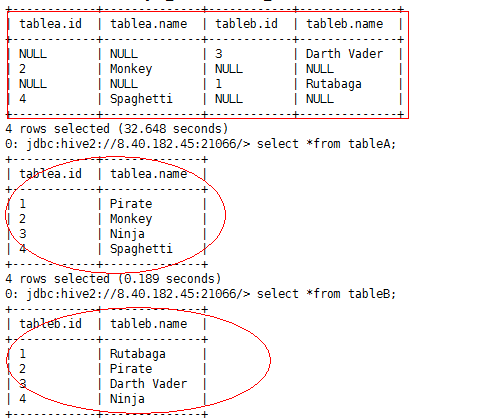 | tablea.id | tablea.name | tableb.id | tableb.name |
| NULL | NULL | 3 | Darth Vader |
| 2 | Monkey | NULL | NULL |
| NULL | NULL | 1 | Rutabaga |
| 4 | Spaghetti | NULL | NULL |
4 rows selected (32.648 seconds)
0: jdbc:hive2://8.40.182.45:21066/> select *from tableA;
| tablea.id | tablea.name |
| 1 | Pirate |
| 2 | Monkey |
| 3 | Ninja |
| 4 | Spaghetti |
4 rows selected (0.189 seconds)
0: jdbc:hive2://8.40.182.45:21066/> select *from tableB;
| tableb.id | tableb.name |
| 1 | Rutabaga |
| 2 | Pirate |
| 3 | Darth Vader |
| 4 | Ninja |